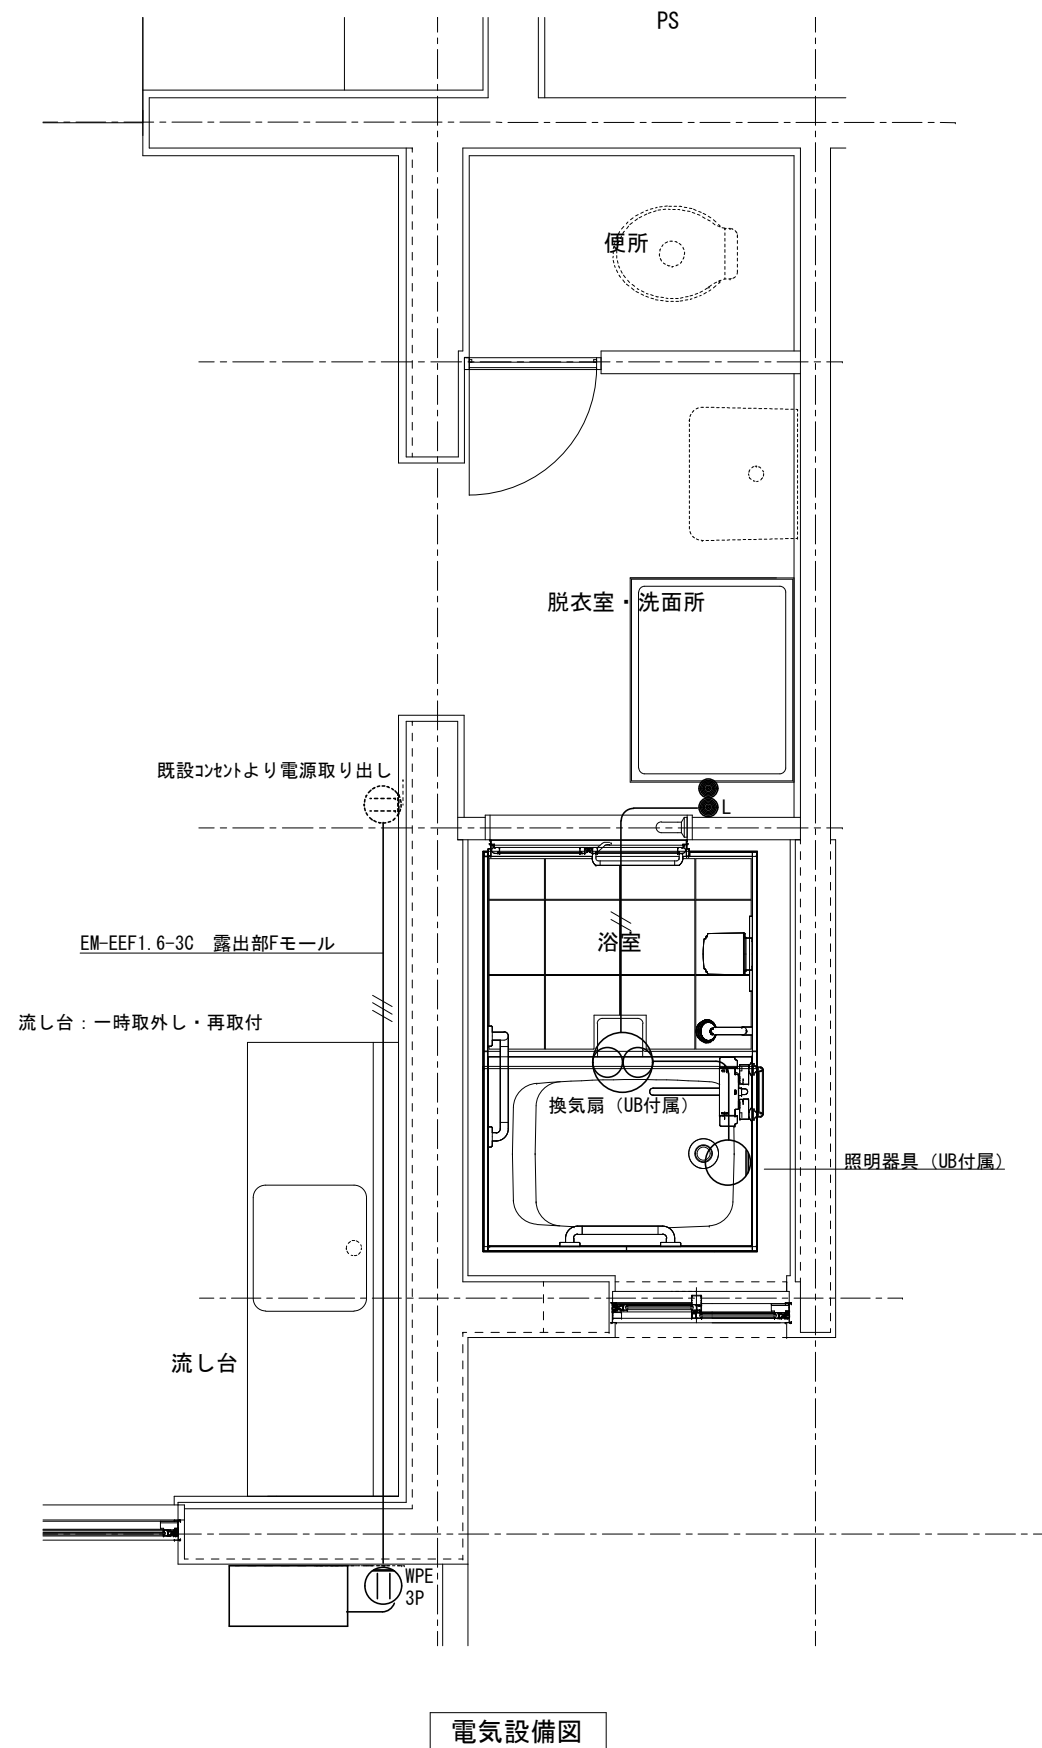 PS
便所
脱衣室・洗面所
既設ｺﾝｾﾝﾄより電源取り出し
L
EM-EEF1.6-3C　露出部Fモール
浴室
流し台：一時取外し・再取付
換気扇（UB付属）
照明器具（UB付属）
流し台
WPE
3P
電気設備図